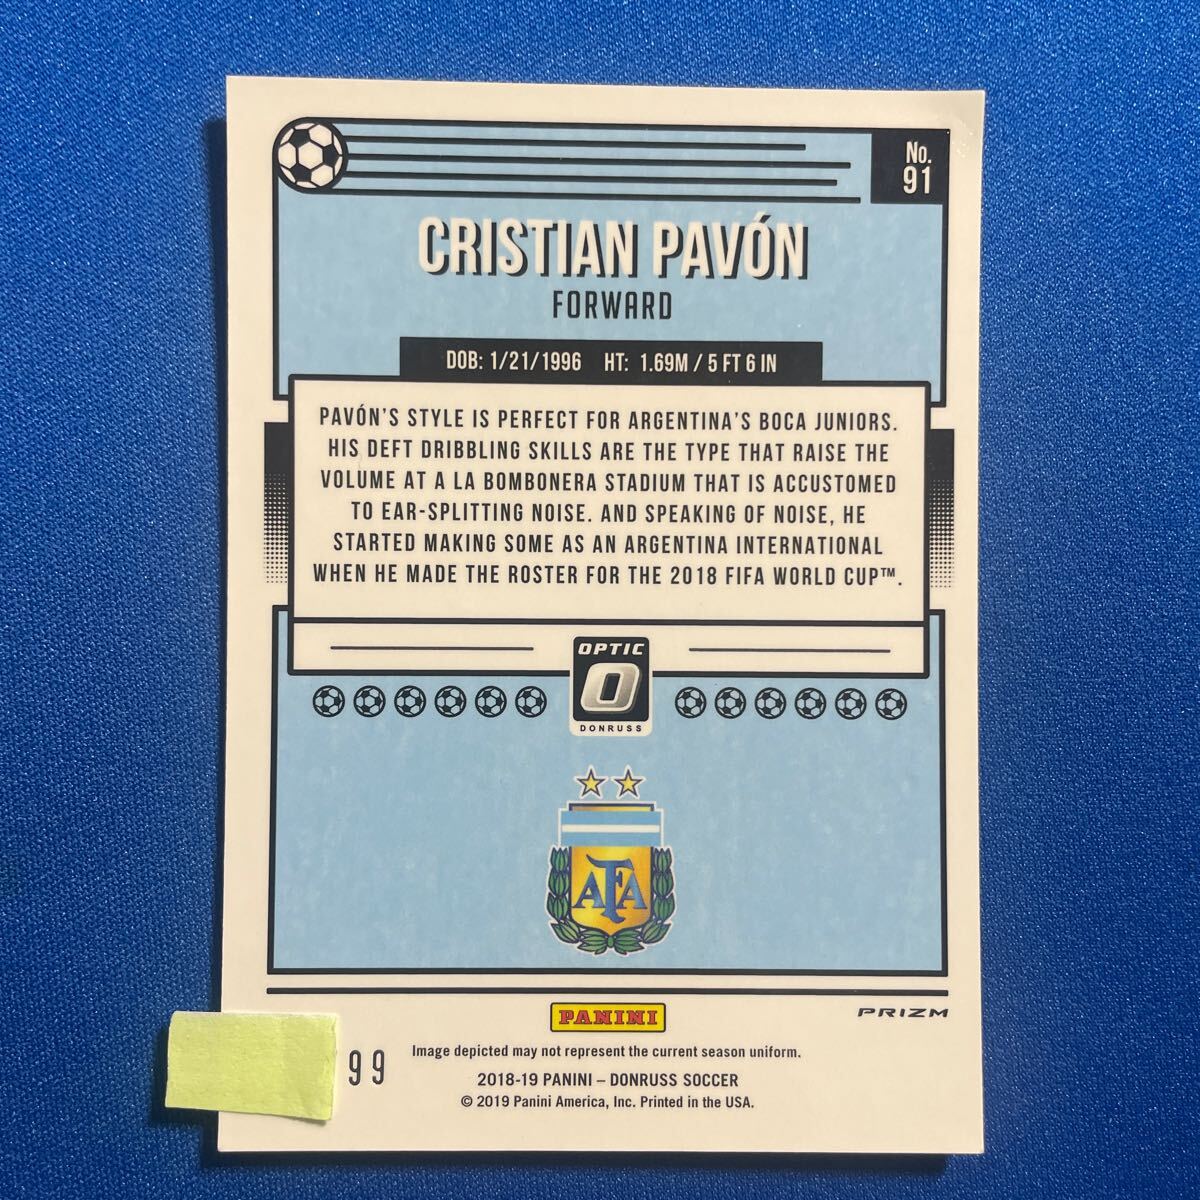 No.
91
CRISTIAN PAVÓN
FORWARD
DOB: 1/21/1996 HT: 1.69M / 5 FT 6 IN
PAVÓN'S STYLE IS PERFECT FOR ARGENTINA'S BOCA JUNIORS.
HIS DEFT DRIBBLING SKILLS ARE THE TYPE THAT RAISE THE
VOLUME AT A LA BOMBONERA STADIUM THAT IS ACCUSTOMED
TO EAR-SPLITTING NOISE. AND SPEAKING OF NOISE, HE
STARTED MAKING SOME AS AN ARGENTINA INTERNATIONAL
WHEN HE MADE THE ROSTER FOR THE 2018 FIFA WORLD CUP™.
OPTIC
O
DONRUSS
AFA
PANINI
PRIZM
99
Image depicted may not represent the current season uniform.
2018-19 PANINI – DONRUSS SOCCER
© 2019 Panini America, Inc. Printed in the USA.